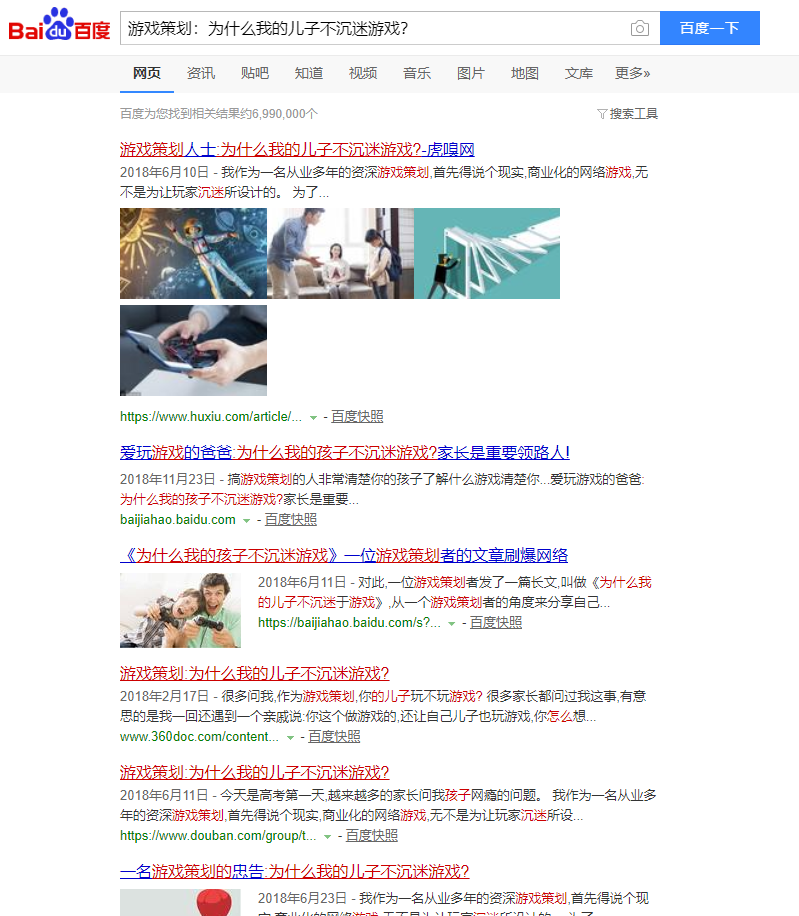 Bai du 百度
游戏策划：为什么我的儿子不沉迷游戏?
百度一下
网页 资讯 贴吧 知道 视频 音乐 图片 地图 文库 更多»
百度为您找到相关结果约6,990,000个
搜索工具
游戏策划人士:为什么我的儿子不沉迷游戏?-虎嗅网
2018年6月10日 - 我作为一名从业多年的资深游戏策划,首先得说个现实,商业化的网络游戏,无
不是为让玩家沉迷所设计的。 为了...
https://www.huxiu.com/article/... - 百度快照
爱玩游戏的爸爸:为什么我的孩子不沉迷游戏?家长是重要领路人!
2018年11月23日 - 搞游戏策划的人非常清楚你的孩子了解什么游戏清楚你...爱玩游戏的爸爸:
为什么我的孩子不沉迷游戏?家长是重要...
baijiahao.baidu.com - 百度快照
《为什么我的孩子不沉迷游戏》一位游戏策划者的文章刷爆网络
2018年6月11日 - 对此,一位游戏策划者发了一篇长文,叫做《为什么我
的儿子不沉迷于游戏》,从一个游戏策划者的角度来分享自己...
https://baijiahao.baidu.com/s?... - 百度快照
游戏策划:为什么我的儿子不沉迷游戏?
2018年2月17日 - 很多问我,作为游戏策划,你的儿子玩不玩游戏? 很多家长都问过我这事,有意
思的是我一回还遇到一个亲戚说:你这个做游戏的,还让自己儿子也玩游戏,你怎么想...
www.360doc.com/content... - 百度快照
游戏策划:为什么我的儿子不沉迷游戏?
2018年6月11日 - 今天是高考第一天,越来越多的家长问我孩子网瘾的问题。 我作为一名从业多
年的资深游戏策划,首先得说个现实,商业化的网络游戏,无不是为让玩家沉迷所设...
https://www.douban.com/group/t... - 百度快照
一名游戏策划的忠告:为什么我的儿子不沉迷游戏?
2018年6月23日 - 我作为一名从业多年的资深游戏策划,首先得说个现